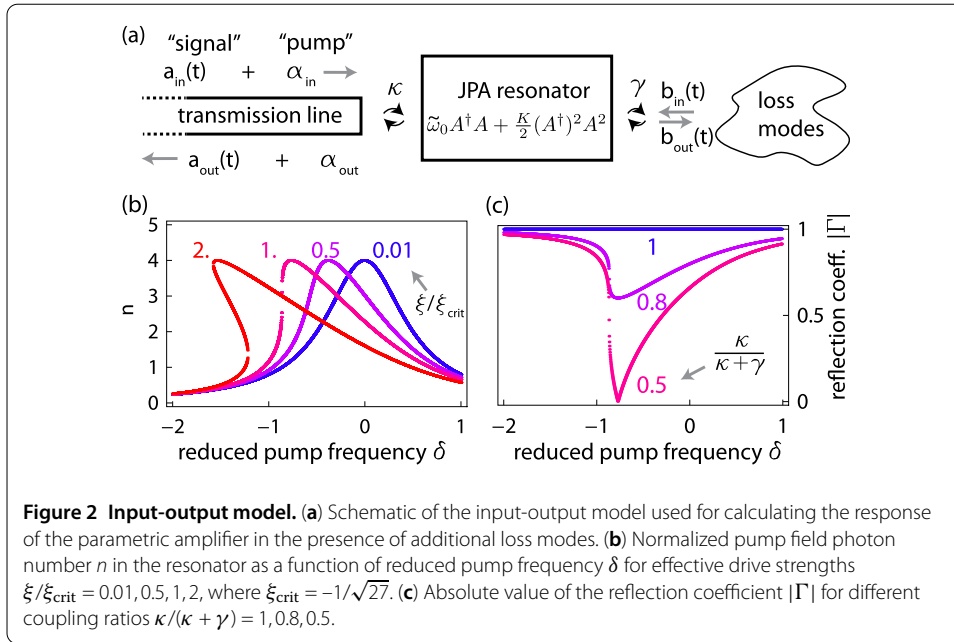 (a)
"signal" "pump"
a_in(t) + α_in
transmission line
a_out(t) + α_out
κ
JPA resonator
ω̃₀A†A + K/2 (A†)²A²
γ
b_in(t)
b_out(t)
loss
modes
(b)
5
4
3
2
1
0
n
2. 1. 0.5 0.01
ξ/ξ_crit
−2 −1 0 1
reduced pump frequency δ
(c)
1
0.8
0.5
κ/(κ+γ)
1
0.5
0
reflection coeff. |Γ|
−2 −1 0 1
reduced pump frequency δ
Figure 2 Input-output model. (a) Schematic of the input-output model used for calculating the response
of the parametric amplifier in the presence of additional loss modes. (b) Normalized pump field photon
number n in the resonator as a function of reduced pump frequency δ for effective drive strengths
ξ/ξ_crit = 0.01, 0.5, 1, 2, where ξ_crit = –1/√27. (c) Absolute value of the reflection coefficient |Γ| for different
coupling ratios κ/(κ + γ) = 1, 0.8, 0.5.